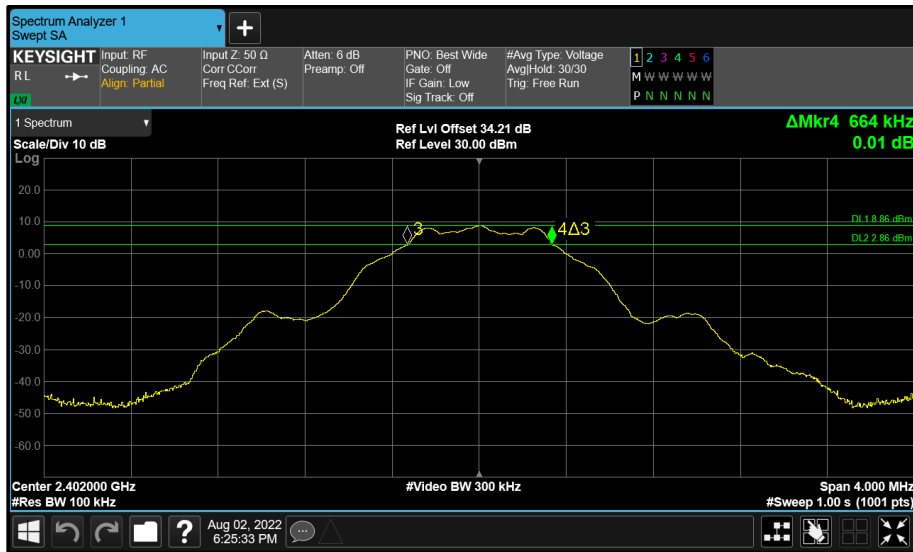 Spectrum Analyzer 1
Swept SA
KEYSIGHT
RL
LXI
Input: RF
Coupling: AC
Align: Partial
Input Z: 50 Ω
Corr CCorr
Freq Ref: Ext (S)
Atten: 6 dB
Preamp: Off
PNO: Best Wide
Gate: Off
IF Gain: Low
Sig Track: Off
#Avg Type: Voltage
Avg|Hold: 30/30
Trig: Free Run
1 2 3 4 5 6
M W W W W W
P N N N N N
1 Spectrum
Scale/Div 10 dB
Ref Lvl Offset 34.21 dB
Ref Level 30.00 dBm
ΔMkr4 664 kHz
0.01 dB
Log
20.0
10.0
0.00
-10.0
-20.0
-30.0
-40.0
-50.0
-60.0
3
4Δ3
DL1 8.86 dBm
DL2 2.86 dBm
Center 2.402000 GHz
#Res BW 100 kHz
#Video BW 300 kHz
Span 4.000 MHz
#Sweep 1.00 s (1001 pts)
?
Aug 02, 2022
6:25:33 PM